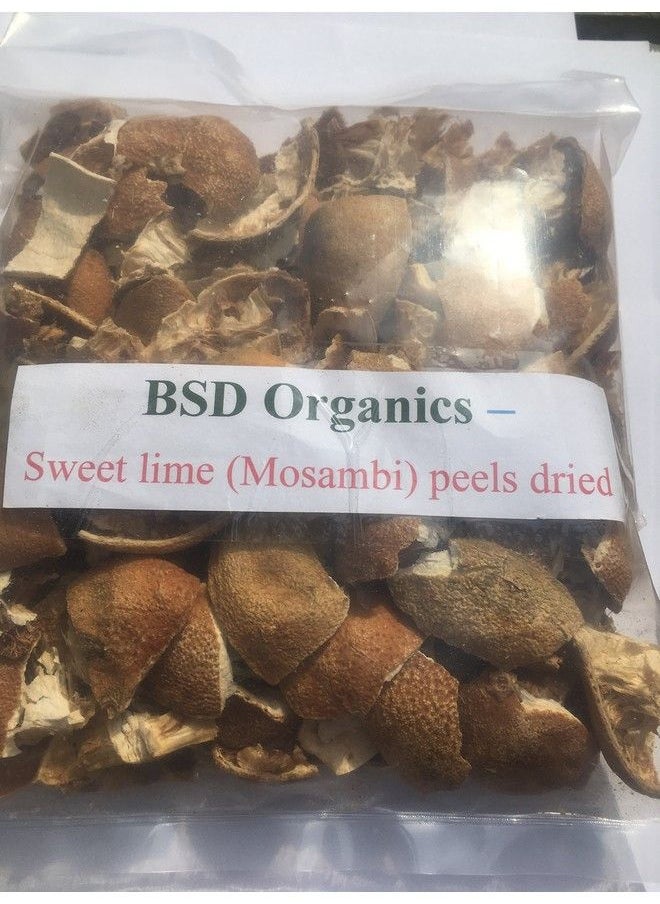 BSD Organics –
Sweet lime (Mosambi) peels dried